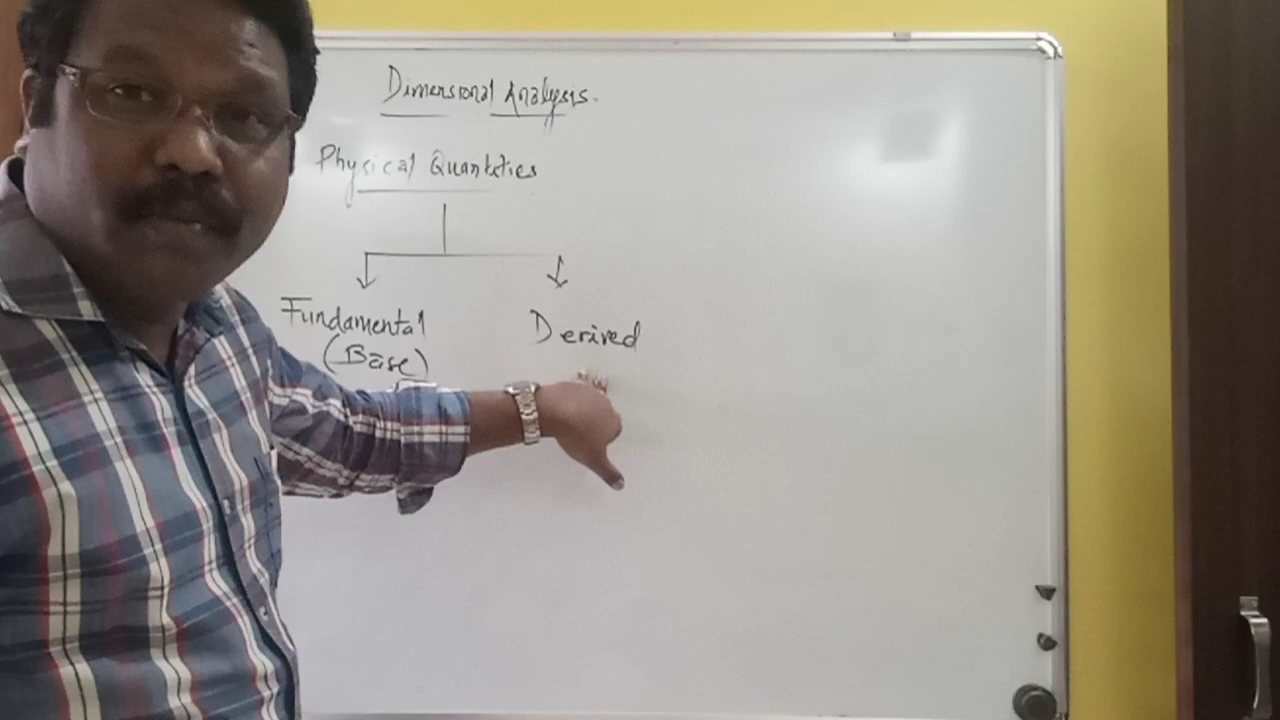 Dimensional Analysis.
Physical Quantities
Fundamental
(Base)
Derived